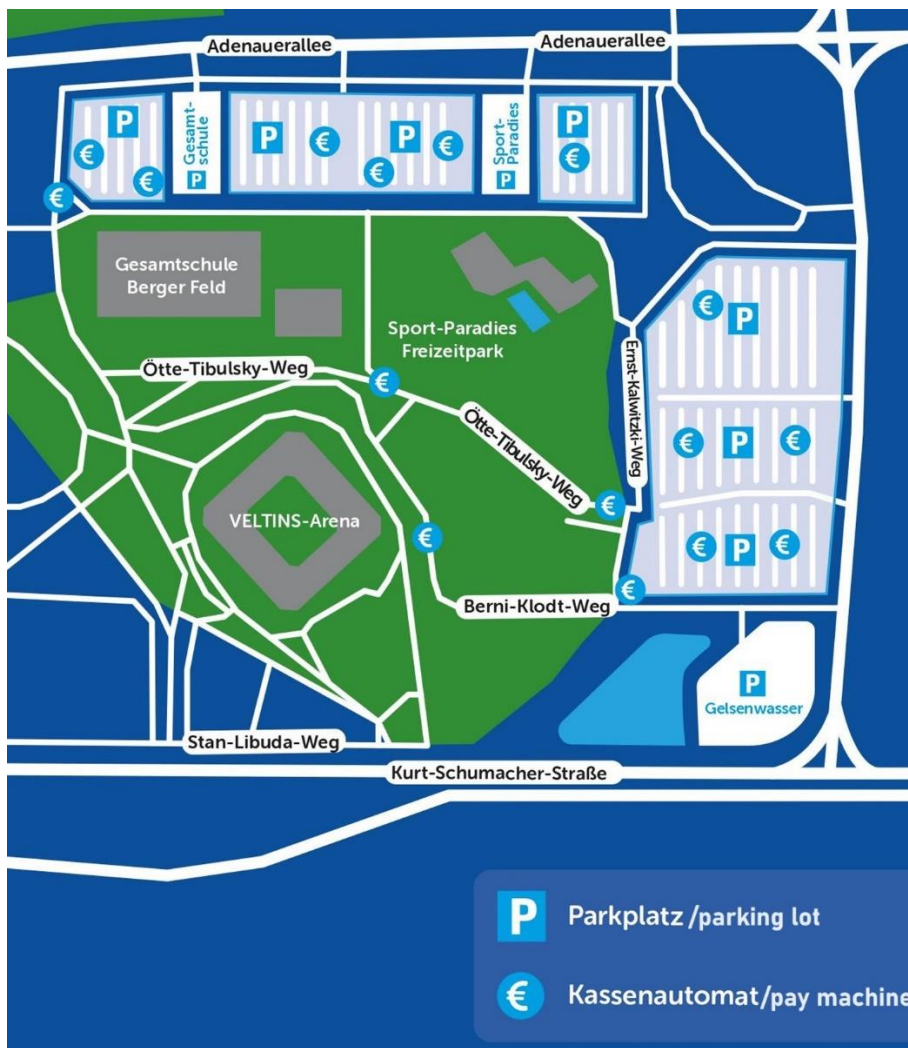 Adenauerallee
Adenauerallee
P
€
€
€
P Gesamt-
schule
P
€
P
€
€
P Sport-
Paradies
P
€
Gesamtschule
Berger Feld
Sport-Paradies
Freizeitpark
€
P
Ernst-Kalwitzki-Weg
Ötte-Tibulsky-Weg
€
Ötte-Tibulsky-Weg
€
P
€
€
VELTINS-Arena
€
€
P
€
€
Berni-Klodt-Weg
P
Gelsenwasser
Stan-Libuda-Weg
Kurt-Schumacher-Straße
P Parkplatz/parking lot
€ Kassenautomat/pay machine